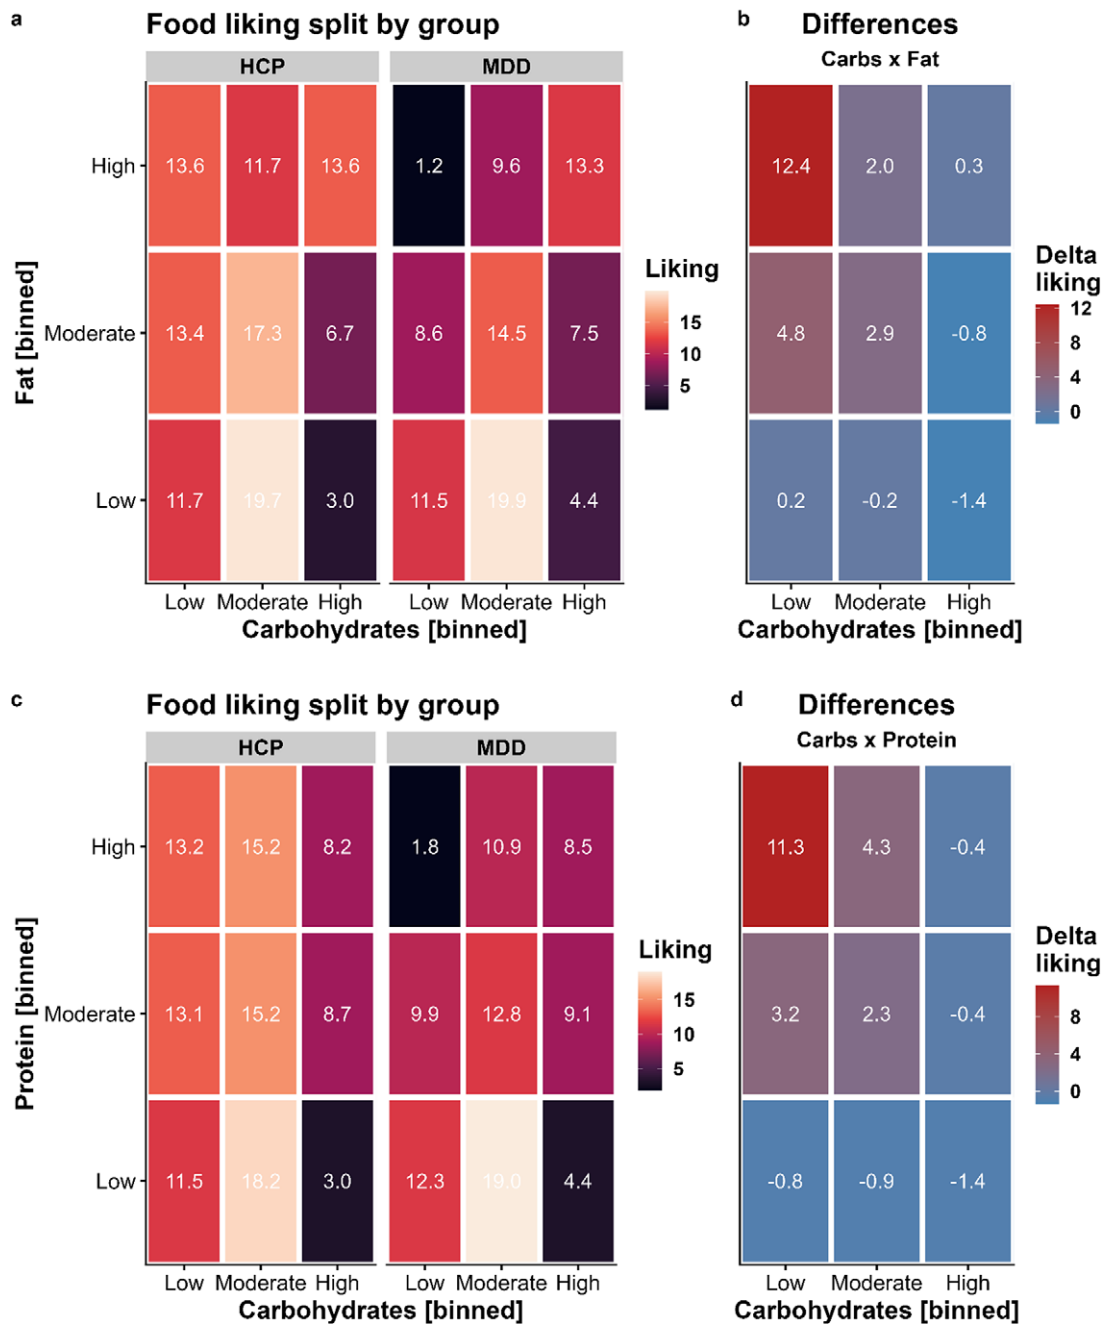 a Food liking split by group
HCP MDD
High 13.6 11.7 13.6 1.2 9.6 13.3
Moderate 13.4 17.3 6.7 8.6 14.5 7.5
Low 11.7 19.7 3.0 11.5 19.9 4.4
Fat [binned]
Low Moderate High Low Moderate High
Carbohydrates [binned]
Liking
15
10
5
b Differences
Carbs x Fat
12.4 2.0 0.3
4.8 2.9 -0.8
0.2 -0.2 -1.4
Low Moderate High
Carbohydrates [binned]
Delta
liking
12
8
4
0
c Food liking split by group
HCP MDD
High 13.2 15.2 8.2 1.8 10.9 8.5
Moderate 13.1 15.2 8.7 9.9 12.8 9.1
Low 11.5 18.2 3.0 12.3 19.0 4.4
Protein [binned]
Low Moderate High Low Moderate High
Carbohydrates [binned]
Liking
15
10
5
d Differences
Carbs x Protein
11.3 4.3 -0.4
3.2 2.3 -0.4
-0.8 -0.9 -1.4
Low Moderate High
Carbohydrates [binned]
Delta
liking
8
4
0